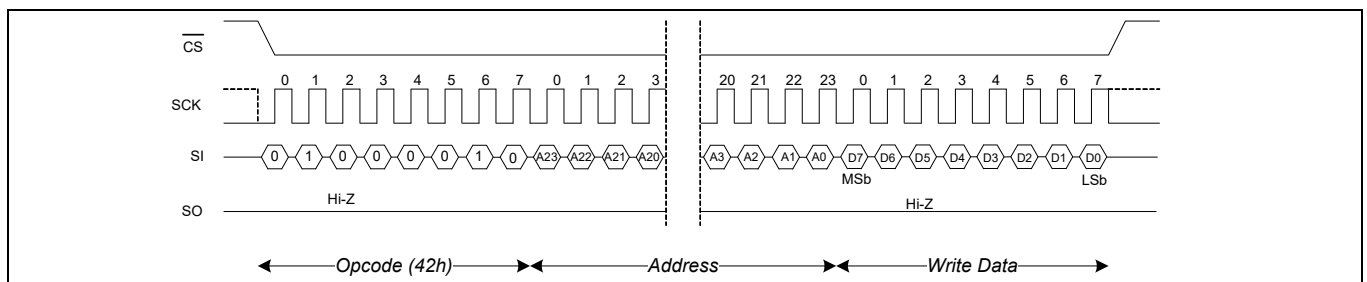 CS
0 1 2 3 4 5 6 7 0 1 2 3 20 21 22 23 0 1 2 3 4 5 6 7
SCK
SI 0 1 0 0 0 0 1 0 A23 A22 A21 A20 A3 A2 A1 A0 D7 D6 D5 D4 D3 D2 D1 D0
MSb LSb
Hi-Z Hi-Z
SO
Opcode (42h) Address Write Data